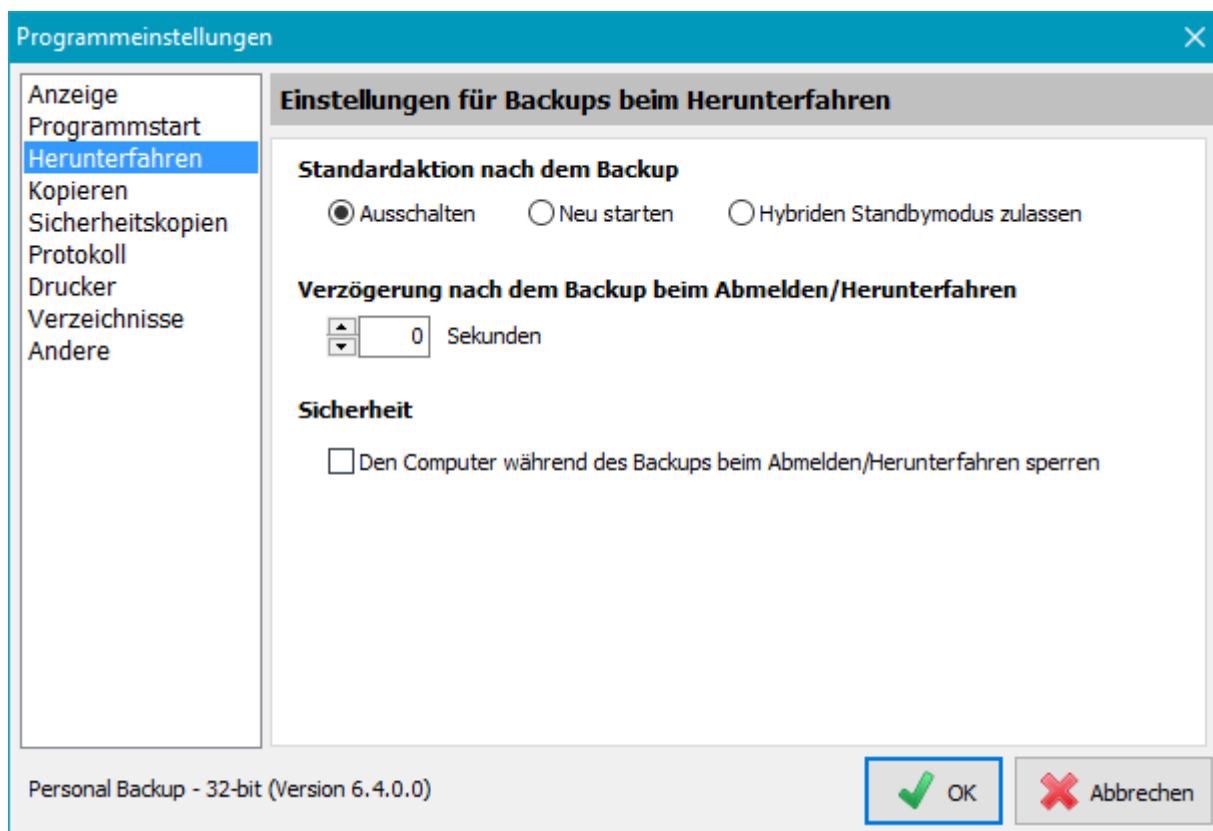 Programmeinstellungen
Anzeige
Programmstart
Herunterfahren
Kopieren
Sicherheitskopien
Protokoll
Drucker
Verzeichnisse
Andere
Einstellungen für Backups beim Herunterfahren
Standardaktion nach dem Backup
Ausschalten Neu starten Hybriden Standbymodus zulassen
Verzögerung nach dem Backup beim Abmelden/Herunterfahren
0 Sekunden
Sicherheit
Den Computer während des Backups beim Abmelden/Herunterfahren sperren
Personal Backup - 32-bit (Version 6.4.0.0)
OK Abbrechen